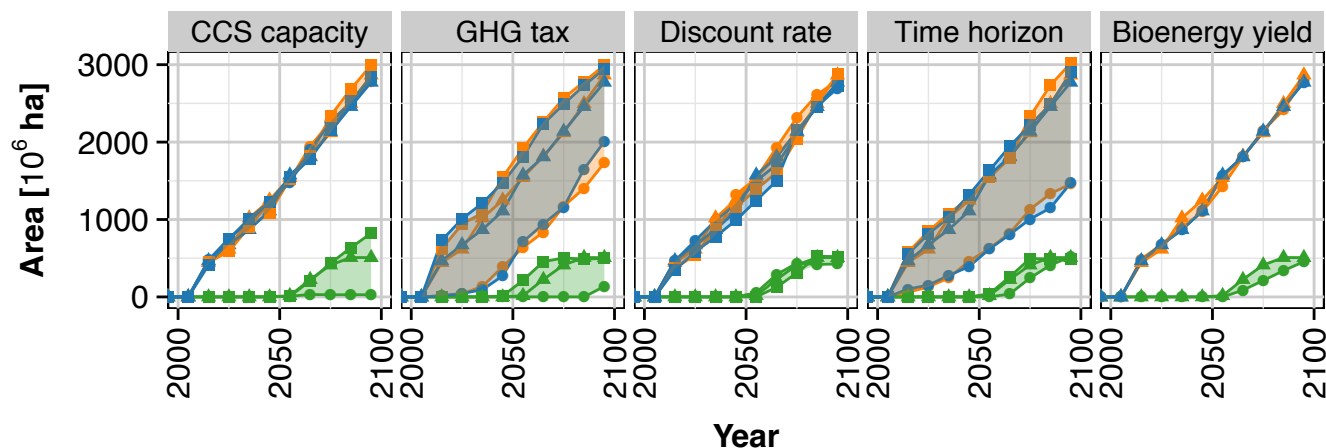 CCS capacity GHG tax Discount rate Time horizon Bioenergy yield
Area [10⁶ ha]
3000
2000
1000
0
2000 2050 2100 2000 2050 2100 2000 2050 2100 2000 2050 2100 2000 2050 2100
Year